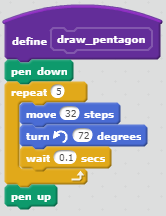 define draw_pentagon
pen down
repeat 5
move 32 steps
turn 72 degrees
wait 0.1 secs
pen up